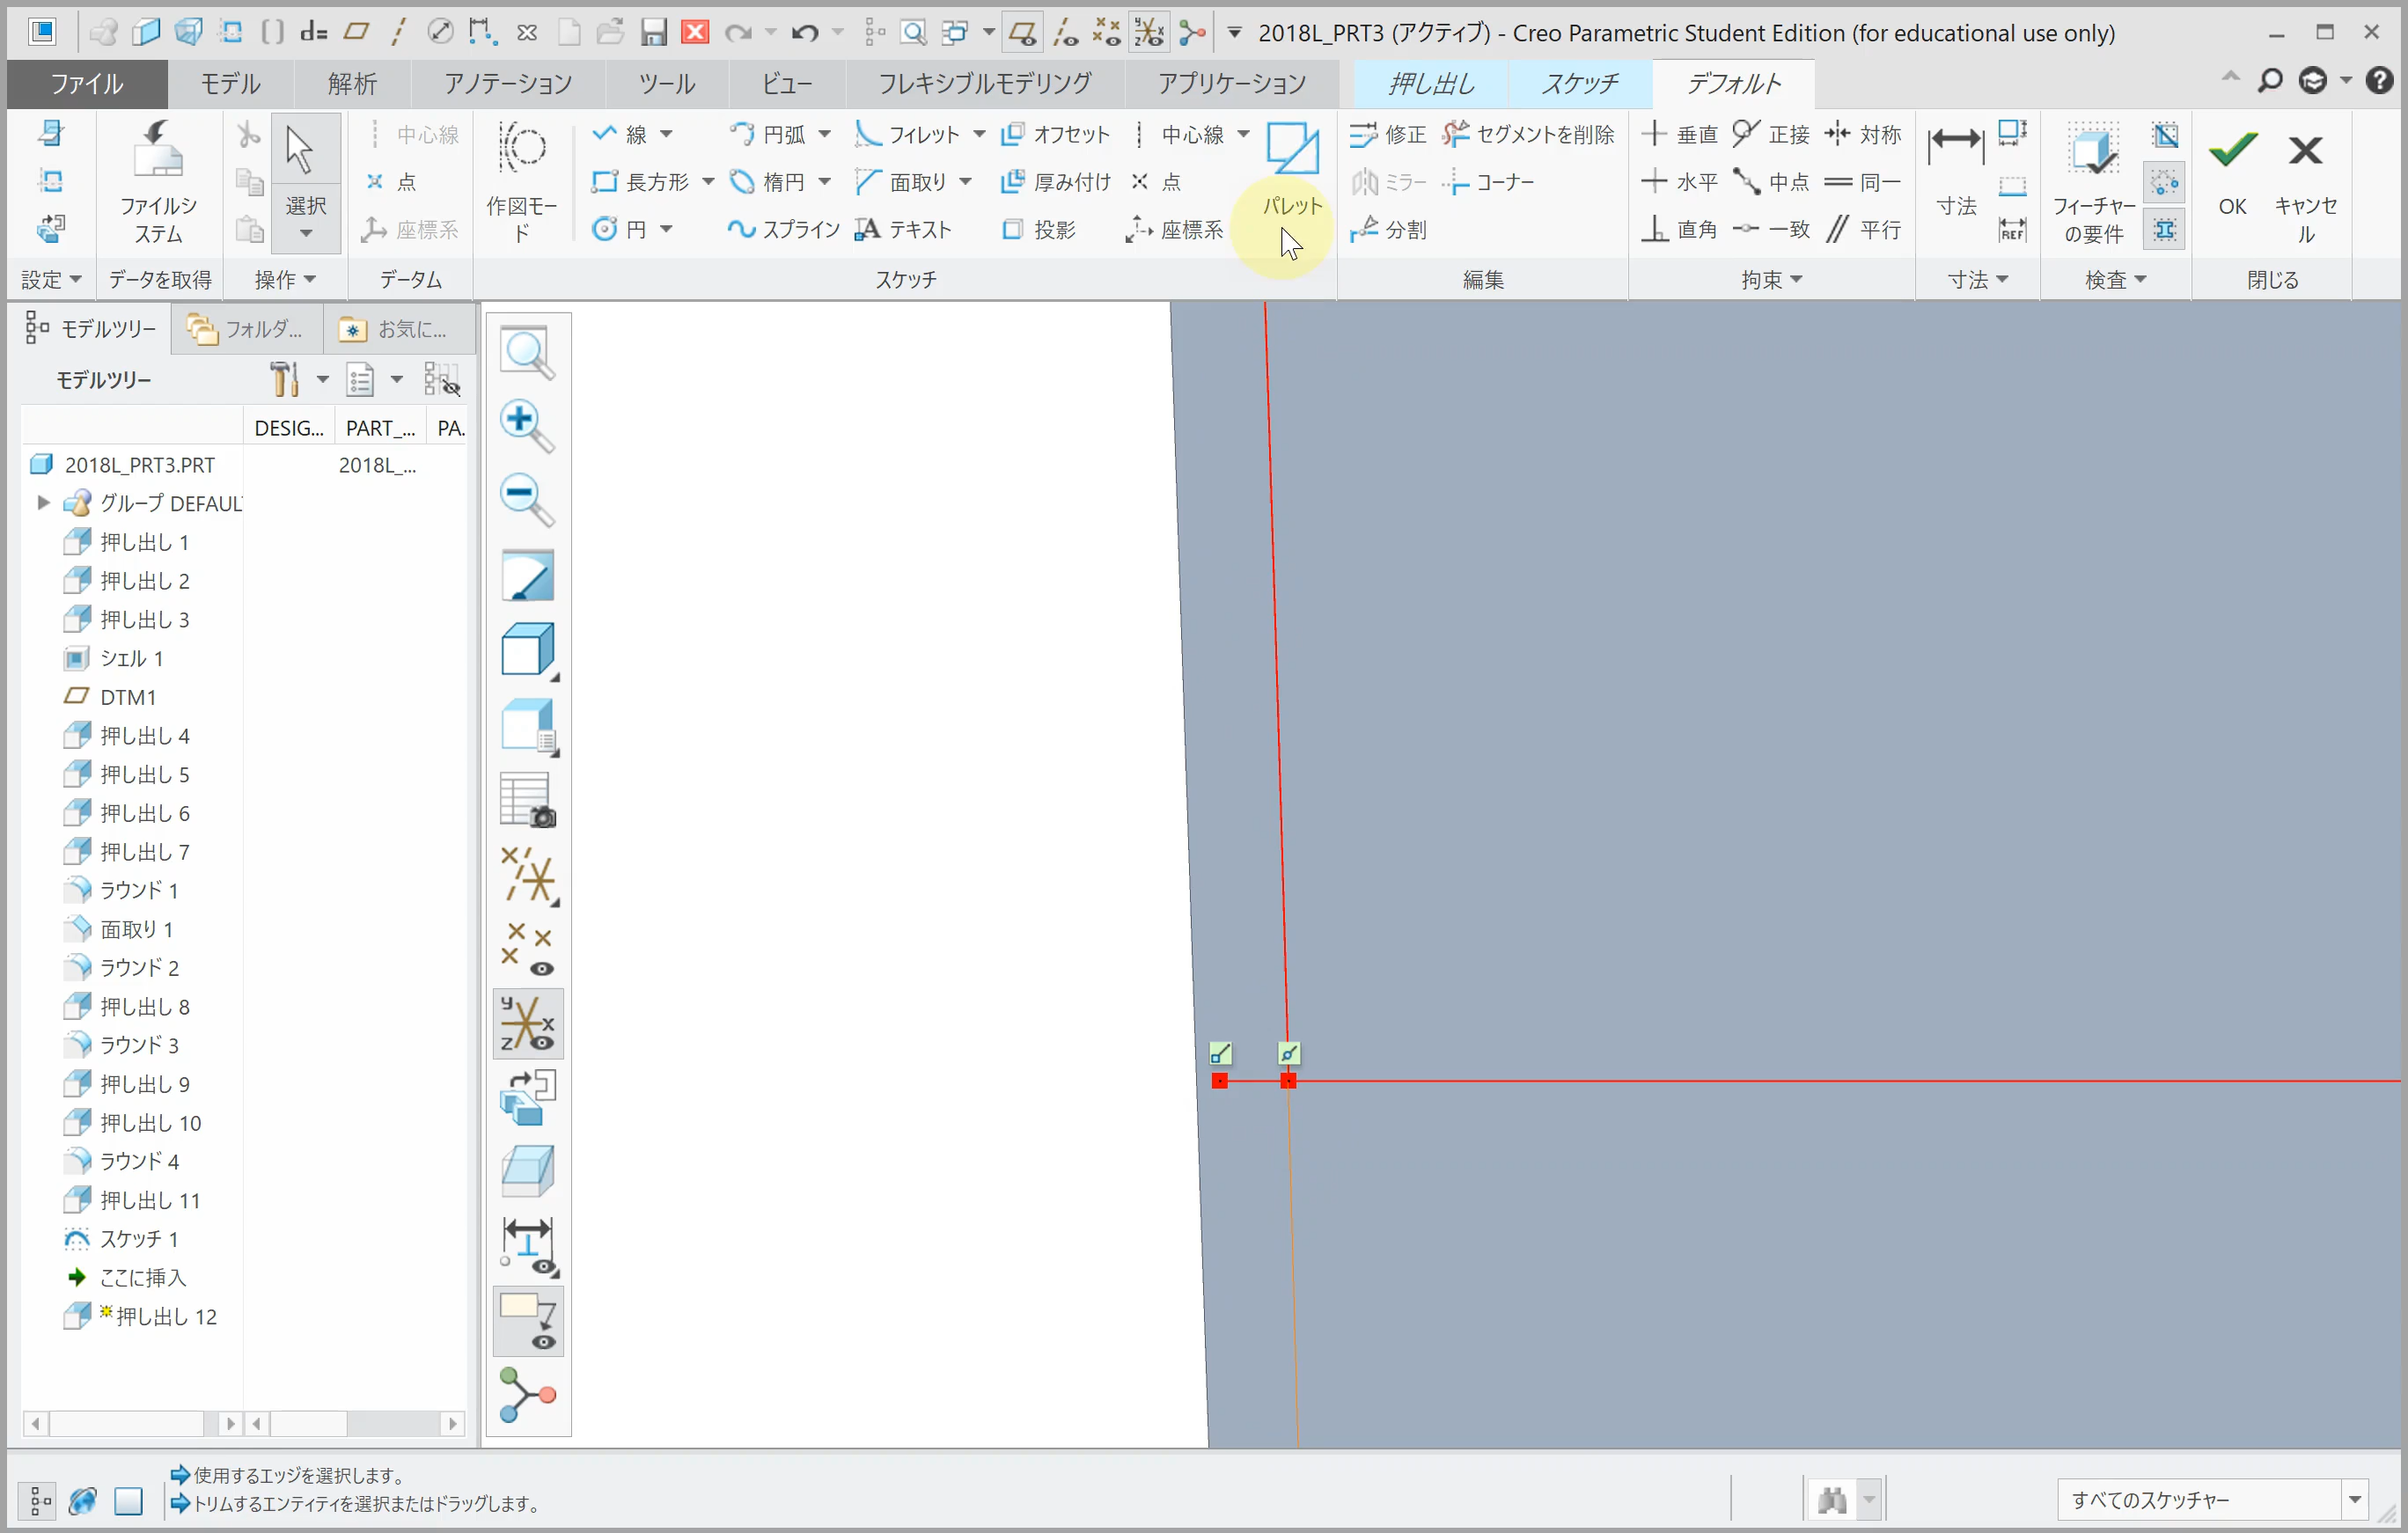 2018L_PRT3 (アクティブ) - Creo Parametric Student Edition (for educational use only)
ファイル モデル 解析 アノテーション ツール ビュー フレキシブルモデリング アプリケーション 押し出し スケッチ デフォルト
中心線 線 円弧 フィレット オフセット 中心線 修正 セグメントを削除 垂直 正接 対称
点 長方形 楕円 面取り 厚み付け 点 ミラー コーナー 水平 中点 同一
座標系 円 スプライン テキスト 投影 座標系 分割 直角 一致 平行
ファイルシステム
選択
作図モード
パレット
寸法
REF
フィーチャーの要件
OK
キャンセル
設定 データを取得 操作 データム スケッチ 編集 拘束 寸法 検査 閉じる
モデルツリー フォルダ... お気に...
モデルツリー
DESIG... PART_... PA.
2018L_PRT3.PRT 2018L_...
グループ DEFAUL
押し出し 1
押し出し 2
押し出し 3
シェル 1
DTM1
押し出し 4
押し出し 5
押し出し 6
押し出し 7
ラウンド 1
面取り 1
ラウンド 2
押し出し 8
ラウンド 3
押し出し 9
押し出し 10
ラウンド 4
押し出し 11
スケッチ 1
ここに挿入
押し出し 12
使用するエッジを選択します。
トリムするエンティティを選択またはドラッグします。
すべてのスケッチャー